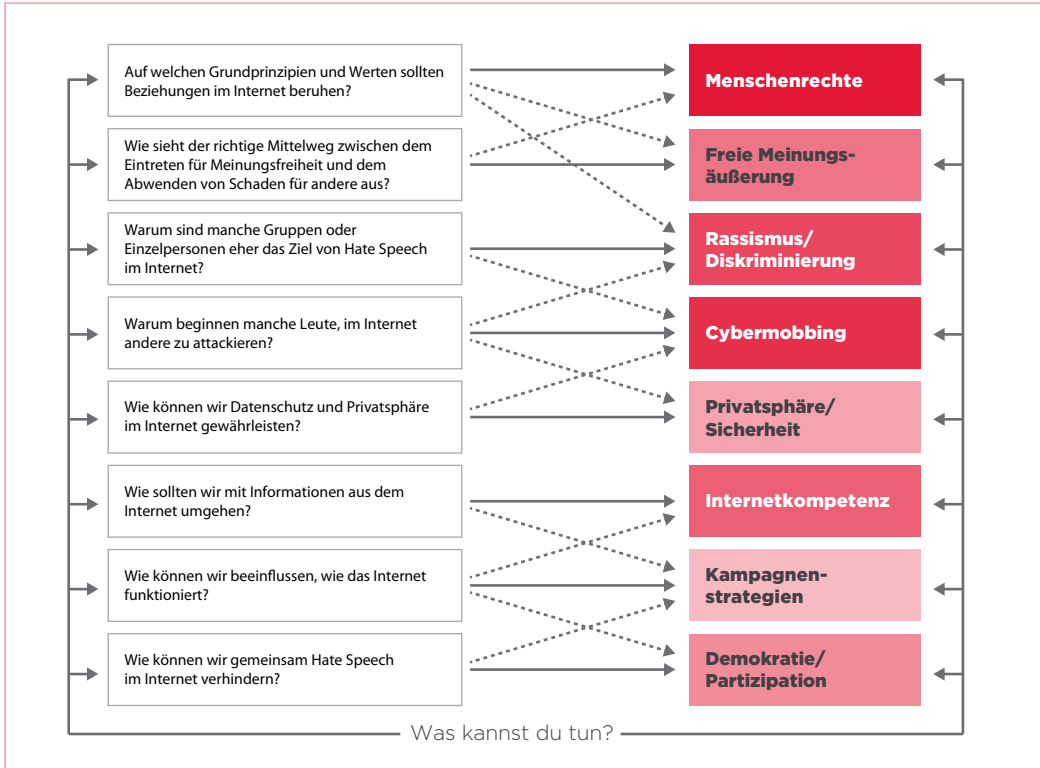 Auf welchen Grundprinzipien und Werten sollten
Beziehungen im Internet beruhen?
Menschenrechte
Wie sieht der richtige Mittelweg zwischen dem
Eintreten für Meinungsfreiheit und dem
Abwenden von Schaden für andere aus?
Freie Meinungs-
äußerung
Warum sind manche Gruppen oder
Einzelpersonen eher das Ziel von Hate Speech
im Internet?
Rassismus/
Diskriminierung
Warum beginnen manche Leute, im Internet
andere zu attackieren?
Cybermobbing
Wie können wir Datenschutz und Privatsphäre
im Internet gewährleisten?
Privatsphäre/
Sicherheit
Wie sollten wir mit Informationen aus dem
Internet umgehen?
Internetkompetenz
Wie können wir beeinflussen, wie das Internet
funktioniert?
Kampagnen-
strategien
Wie können wir gemeinsam Hate Speech
im Internet verhindern?
Demokratie/
Partizipation
Was kannst du tun?